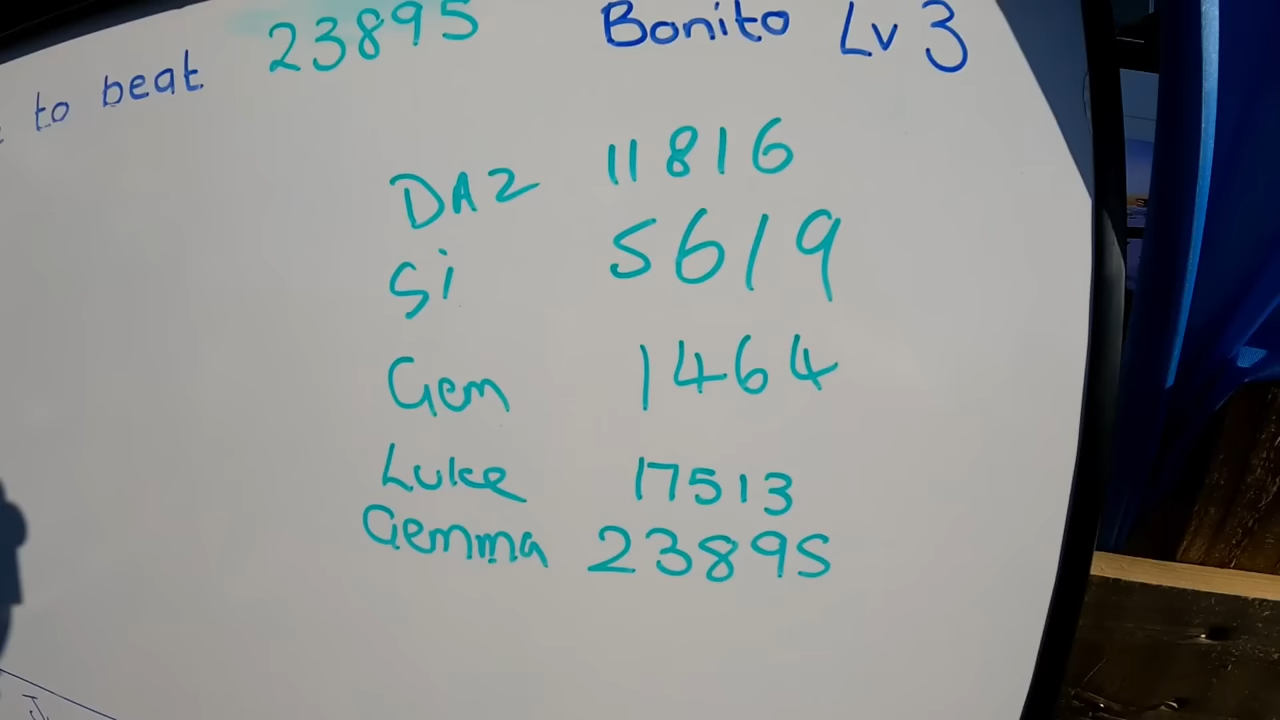 to beat 23895 Bonito Lv 3
DAZ 11816
Si 5619
Gem 1464
Luke 17513
Gemma 23895